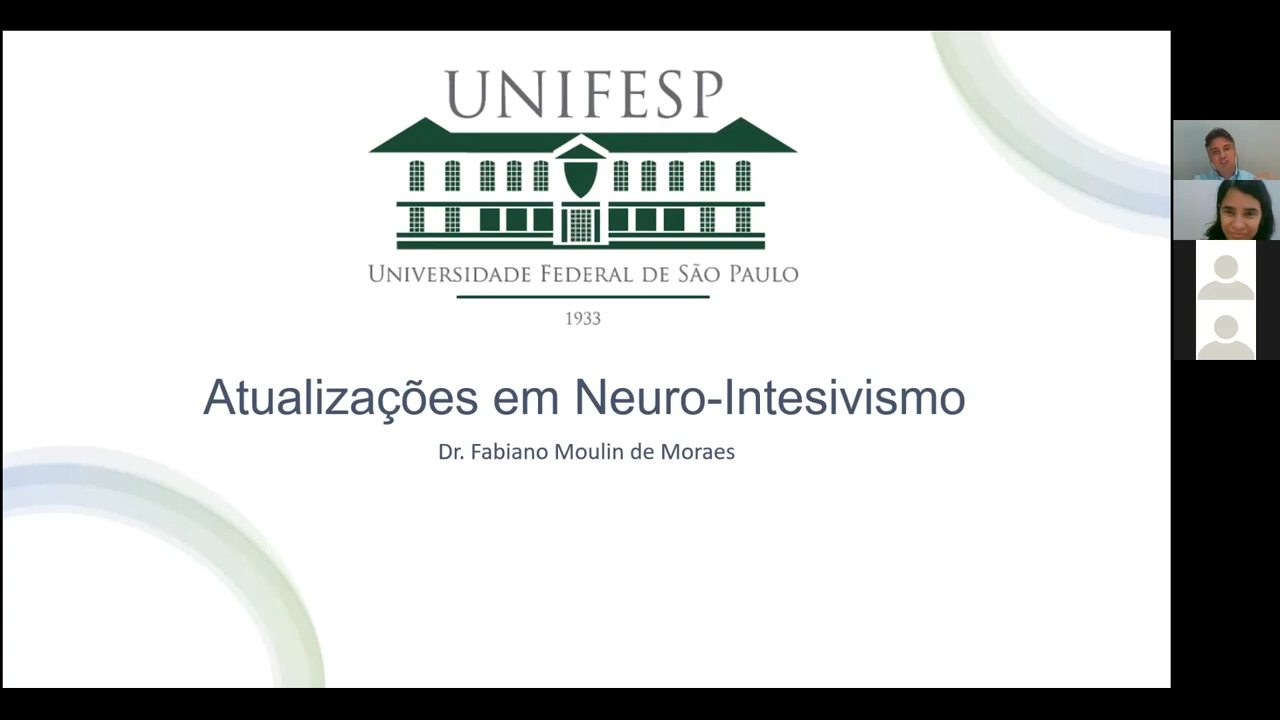 UNIFESP
UNIVERSIDADE FEDERAL DE SÃO PAULO
1933
Atualizações em Neuro-Intesivismo
Dr. Fabiano Moulin de Moraes